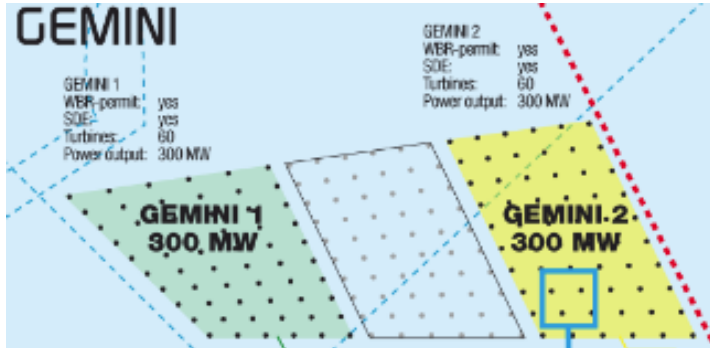 GEMINI
GEMINI 1
WBR-permit: yes
SDE: yes
Turbines: 60
Power output: 300 MW
GEMINI 2
WBR-permit: yes
SDE: yes
Turbines: 60
Power output: 300 MW
GEMINI 1
300 MW
GEMINI 2
300 MW